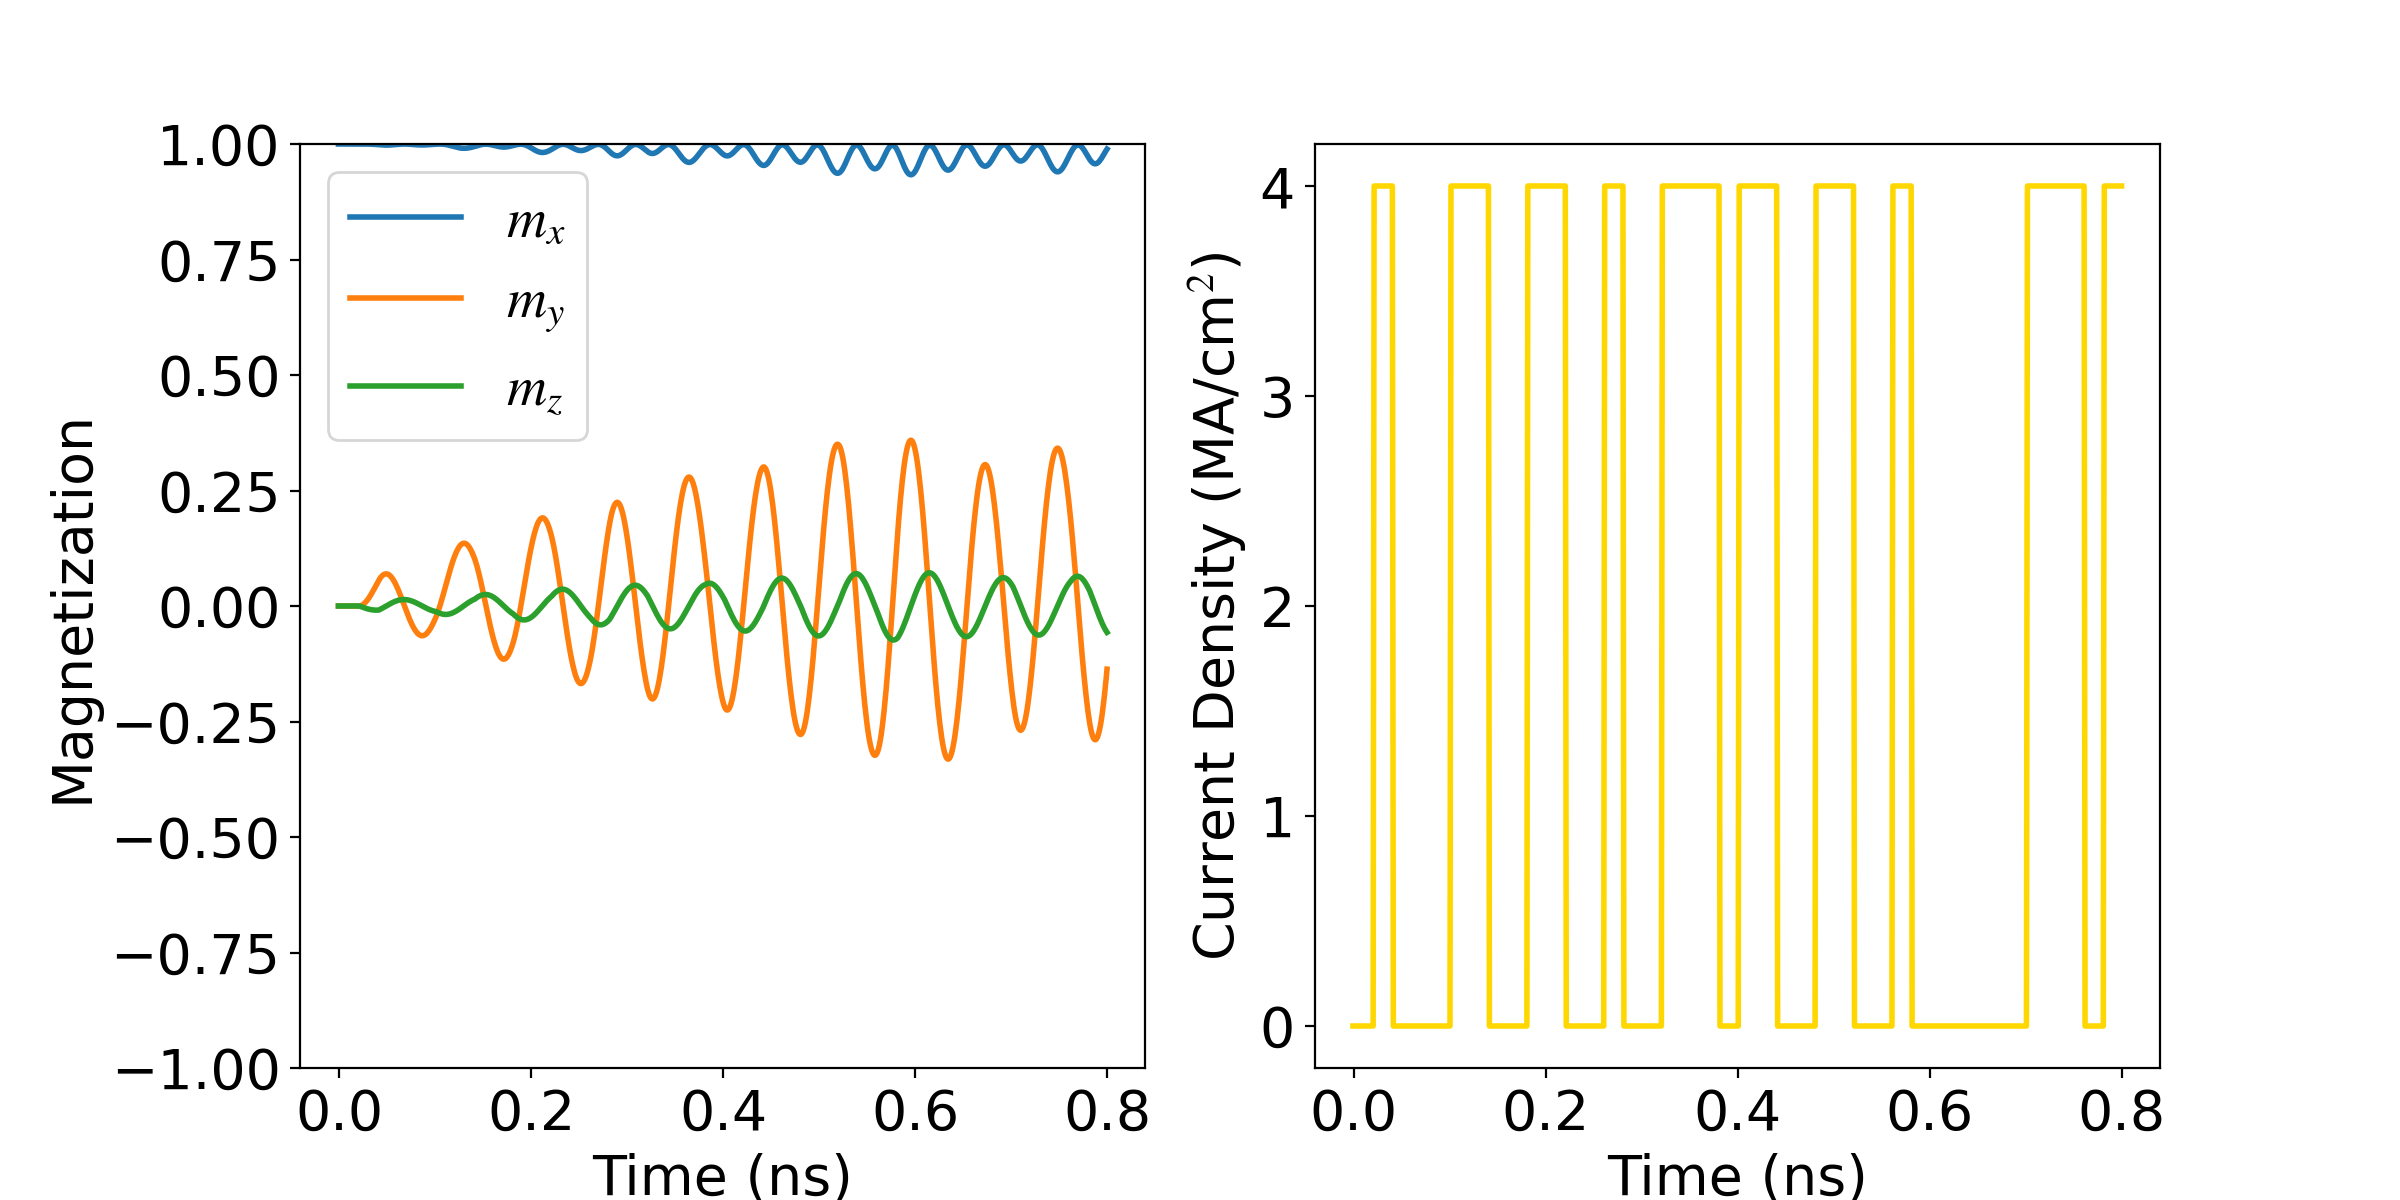 Magnetization
1.00
0.75
0.50
0.25
0.00
−0.25
−0.50
−0.75
−1.00
m_x
m_y
m_z
0.0 0.2 0.4 0.6 0.8
Time (ns)
Current Density (MA/cm²)
4
3
2
1
0
0.0 0.2 0.4 0.6 0.8
Time (ns)